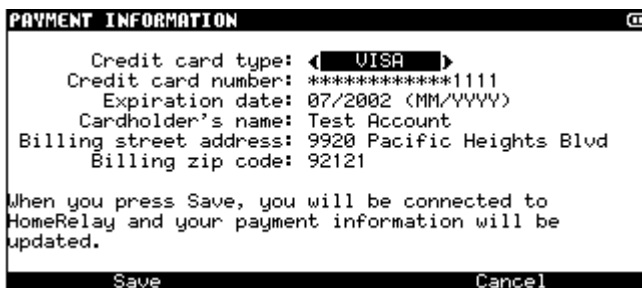 PAYMENT INFORMATION
Credit card type: VISA
Credit card number: ************1111
Expiration date: 07/2002 (MM/YYYY)
Cardholder's name: Test Account
Billing street address: 9920 Pacific Heights Blvd
Billing zip code: 92121
When you press Save, you will be connected to
HomeRelay and your payment information will be
updated.
Save Cancel